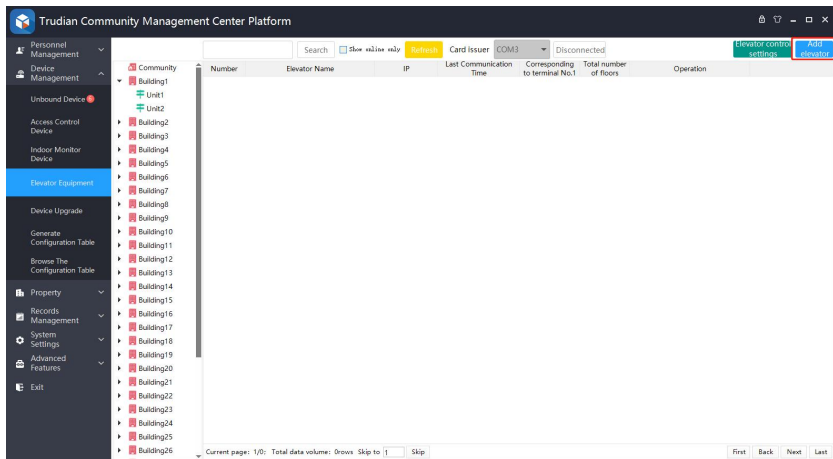 Trudian Community Management Center Platform
Personnel
Management
Device
Management
Unbound Device
Access Control
Device
Indoor Monitor
Device
Elevator Equipment
Device Upgrade
Generate
Configuration Table
Browse The
Configuration Table
Property
Records
Management
System
Settings
Advanced
Features
Exit
Community
Building1
Unit1
Unit2
Building2
Building3
Building4
Building5
Building6
Building7
Building8
Building9
Building10
Building11
Building12
Building13
Building14
Building15
Building16
Building17
Building18
Building19
Building20
Building21
Building22
Building23
Building24
Building25
Building26
Search Show online only Refresh Card Issuer COM3 Disconnected
Elevator control
settings
Add
elevator
Number Elevator Name IP Last Communication
Time
Corresponding
to terminal No.1
Total number
of floors
Operation
Current page: 1/0; Total data volume: 0rows Skip to 1 Skip
First Back Next Last